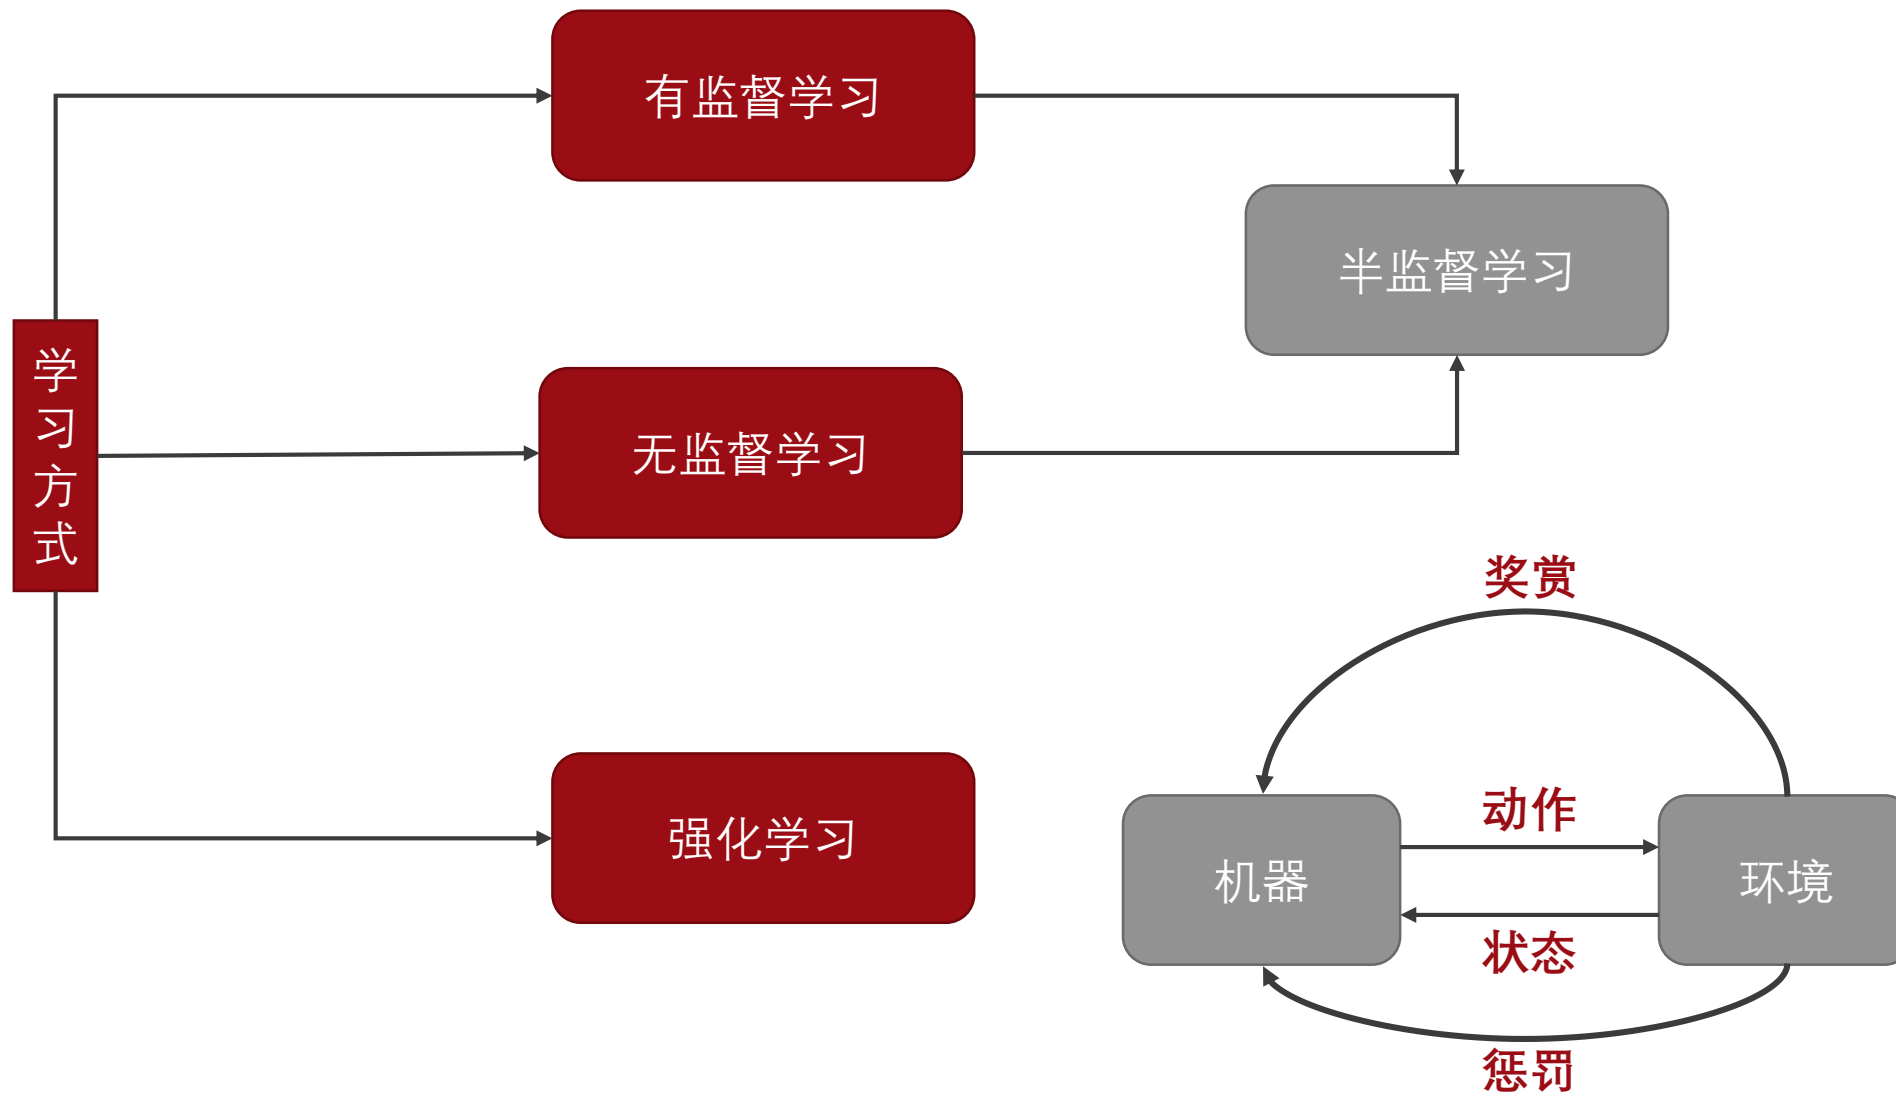 有监督学习
半监督学习
学习方式
无监督学习
强化学习
奖赏
动作
机器
环境
状态
惩罚